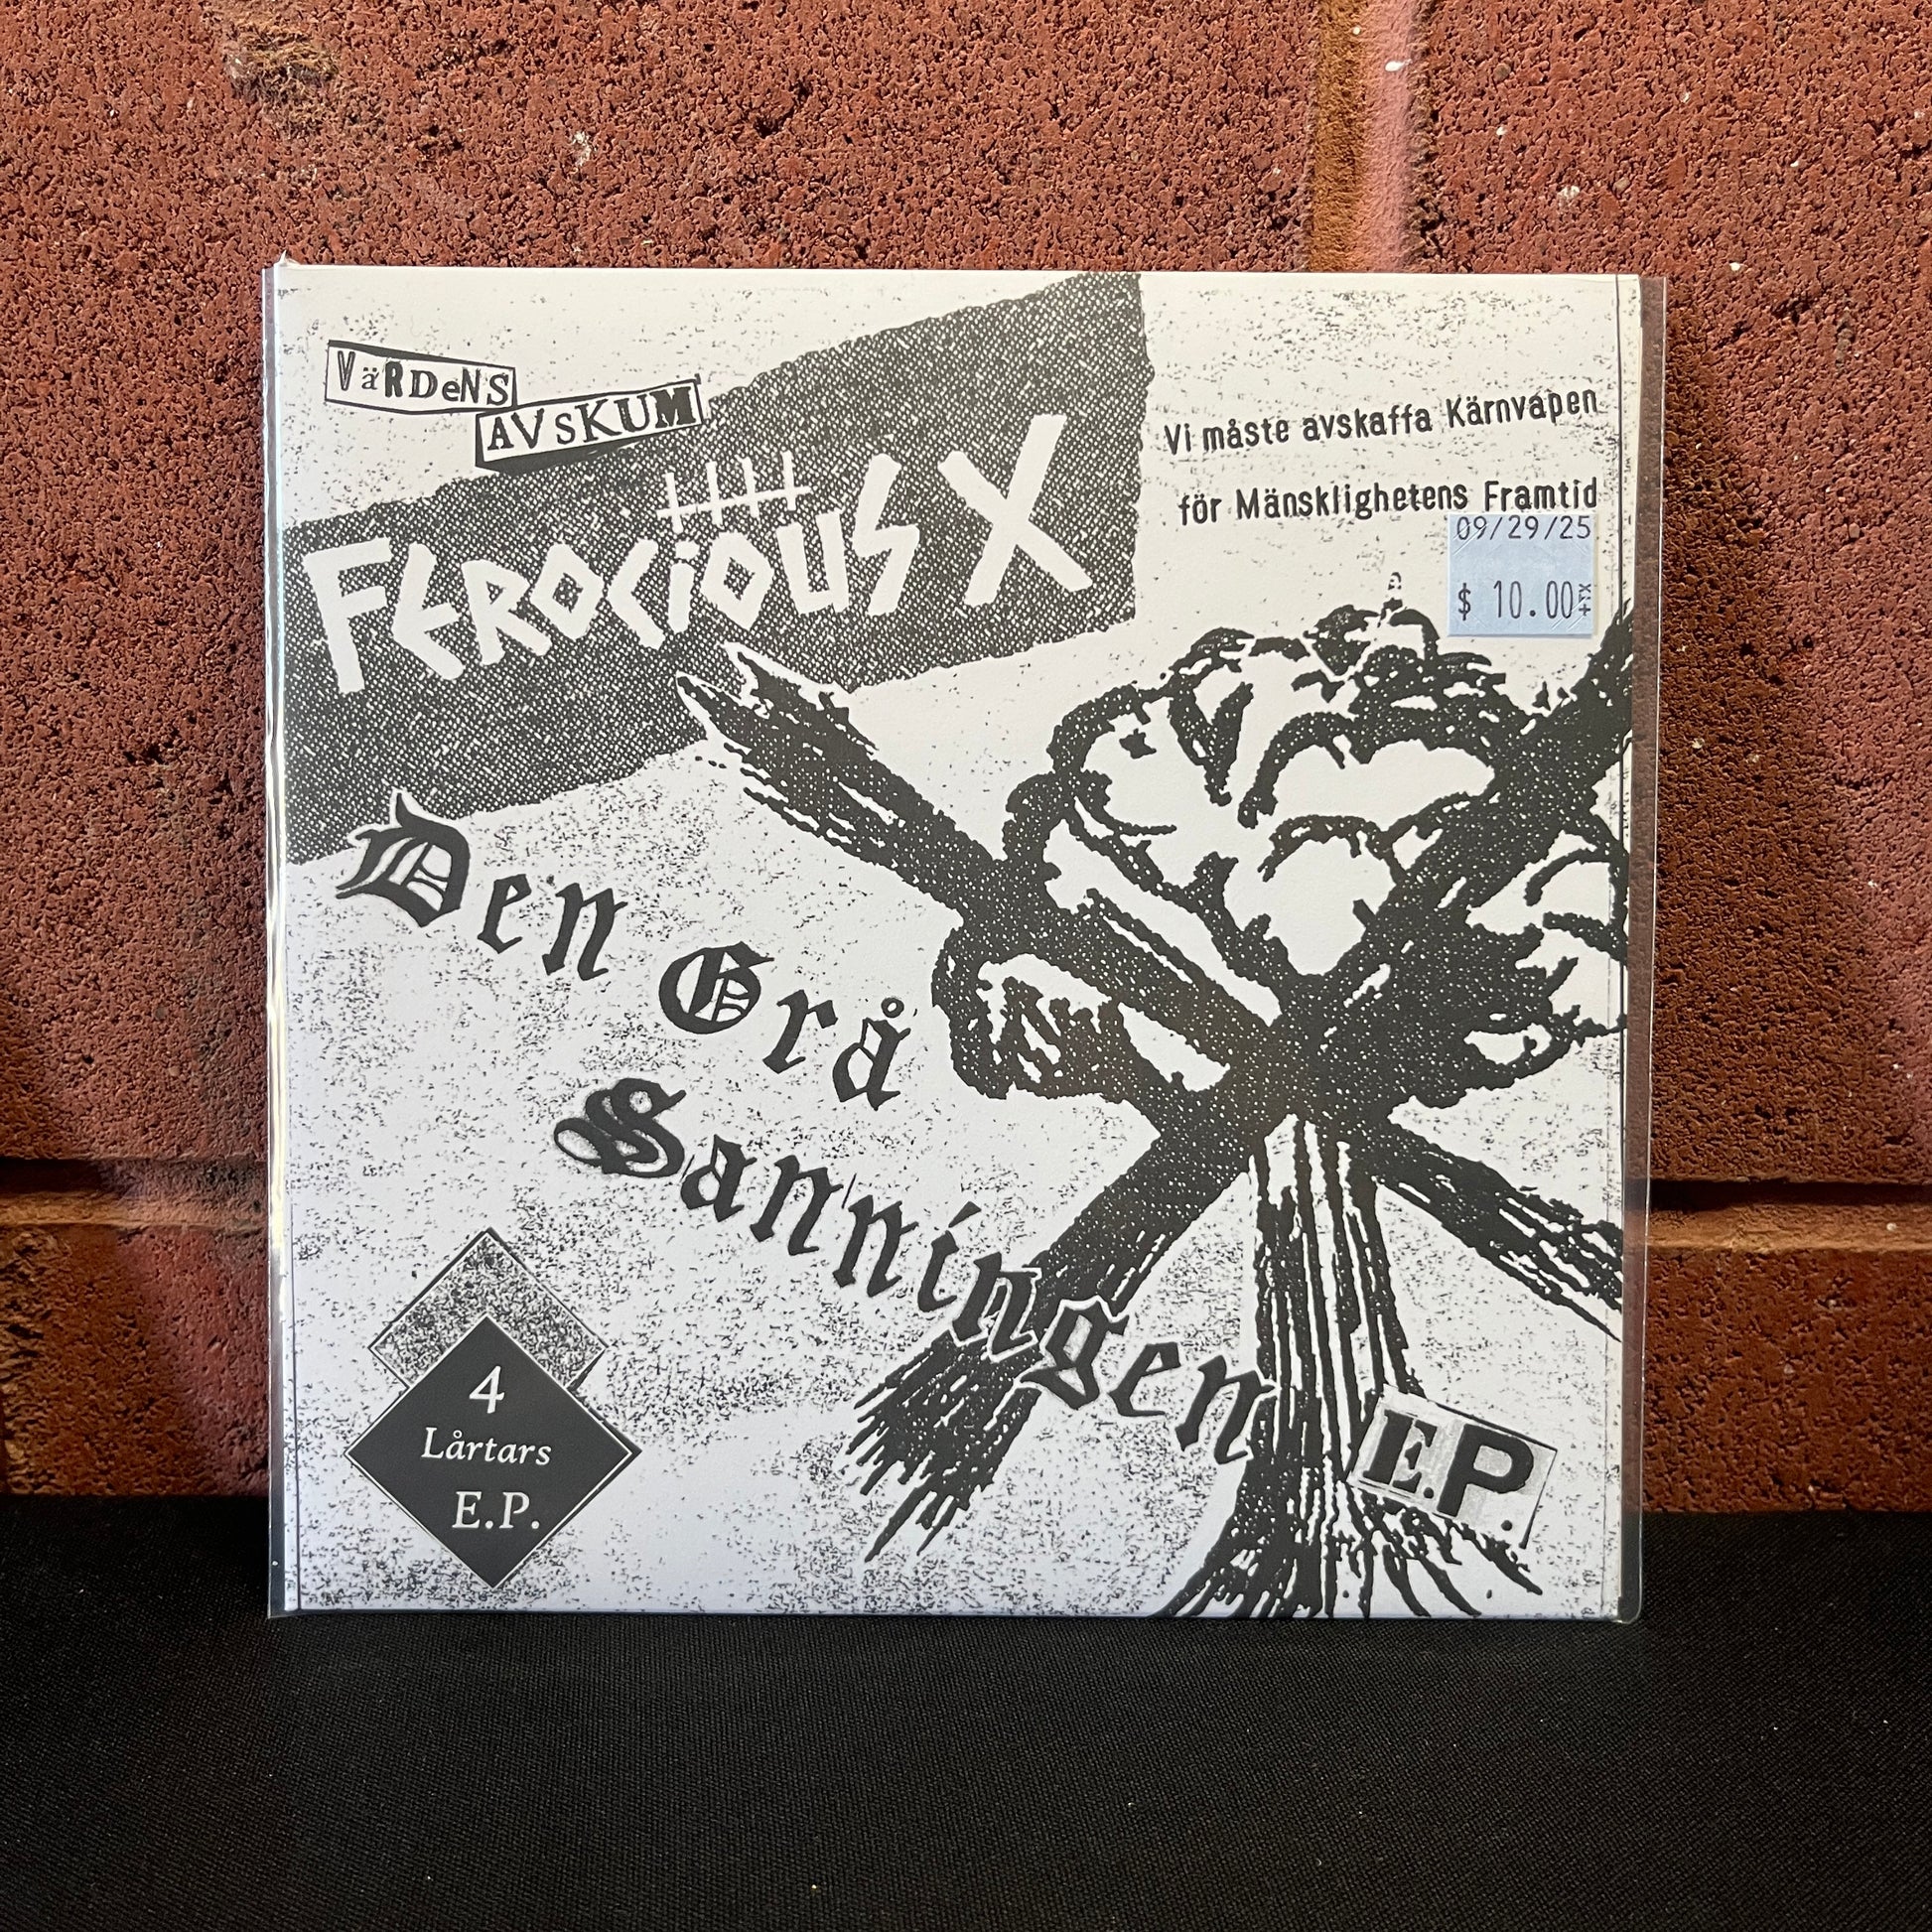 VäRDeNS
AVsKUM
FEROCiOUS X
Vi måste avskaffa Kärnvapen
för Mänsklighetens Framtid
09/29/25
$ 10.00
Den Grå
Sanningen
E.P.
4
Lårtars
E.P.